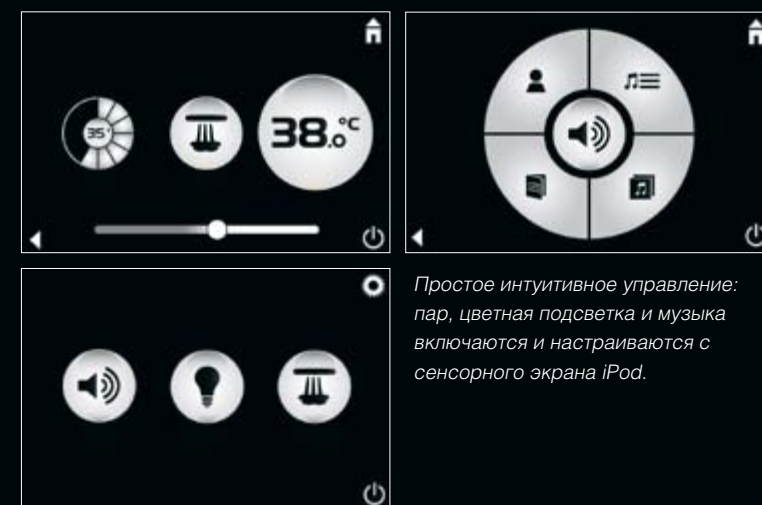 35°
38.0°C
Простое интуитивное управление:
пар, цветная подсветка и музыка
включаются и настраиваются с
сенсорного экрана iPod.